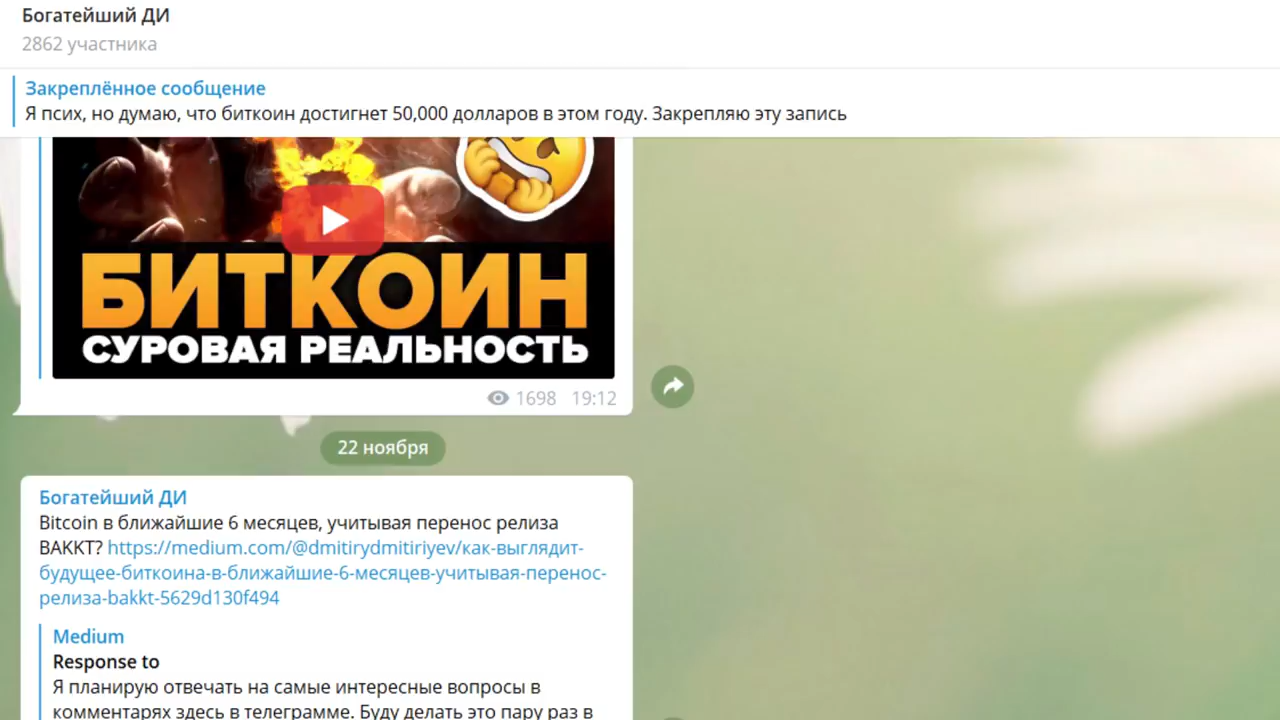 Богатейший ДИ
2862 участника
Закреплённое сообщение
Я псих, но думаю, что биткоин достигнет 50,000 долларов в этом году. Закрепляю эту запись
БИТКОИН
СУРОВАЯ РЕАЛЬНОСТЬ
1698 19:12
22 ноября
Богатейший ДИ
Bitcoin в ближайшие 6 месяцев, учитывая перенос релиза
BAKKT? https://medium.com/@dmitirydmitiriyev/как-выглядит-
будущее-биткоина-в-ближайшие-6-месяцев-учитывая-перенос-
релиза-bakkt-5629d130f494
Medium
Response to
Я планирую отвечать на самые интересные вопросы в
комментарях здесь в телеграмме. Буду делать это пару раз в